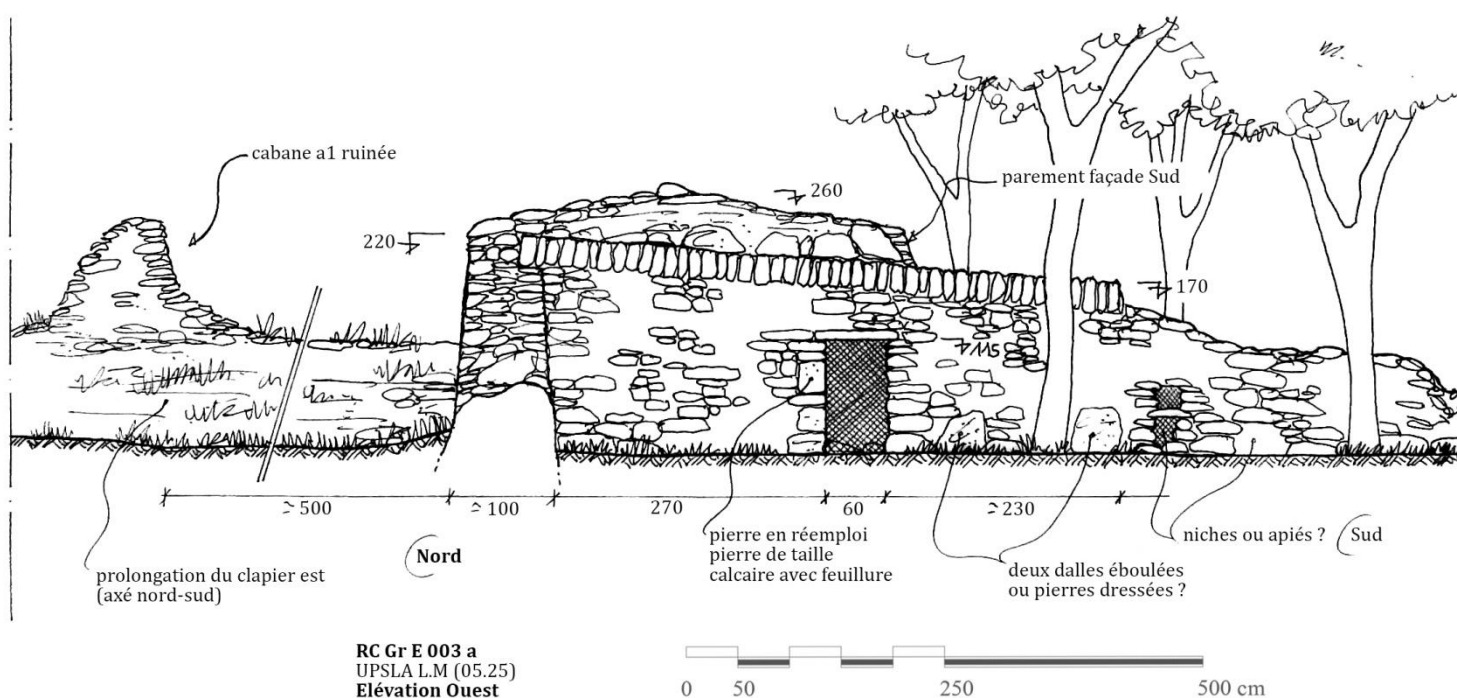 cabane a1 ruinée
parement façade Sud
260
220
170
≃ 500
≃ 100
270
60
≃ 230
Nord
pierre en réemploi
pierre de taille
calcaire avec feuillure
niches ou apiés ?
Sud
prolongation du clapier est
(axé nord-sud)
deux dalles éboulées
ou pierres dressées ?
RC Gr E 003 a
UPSLA L.M (05.25)
Elévation Ouest
0 50 250 500 cm